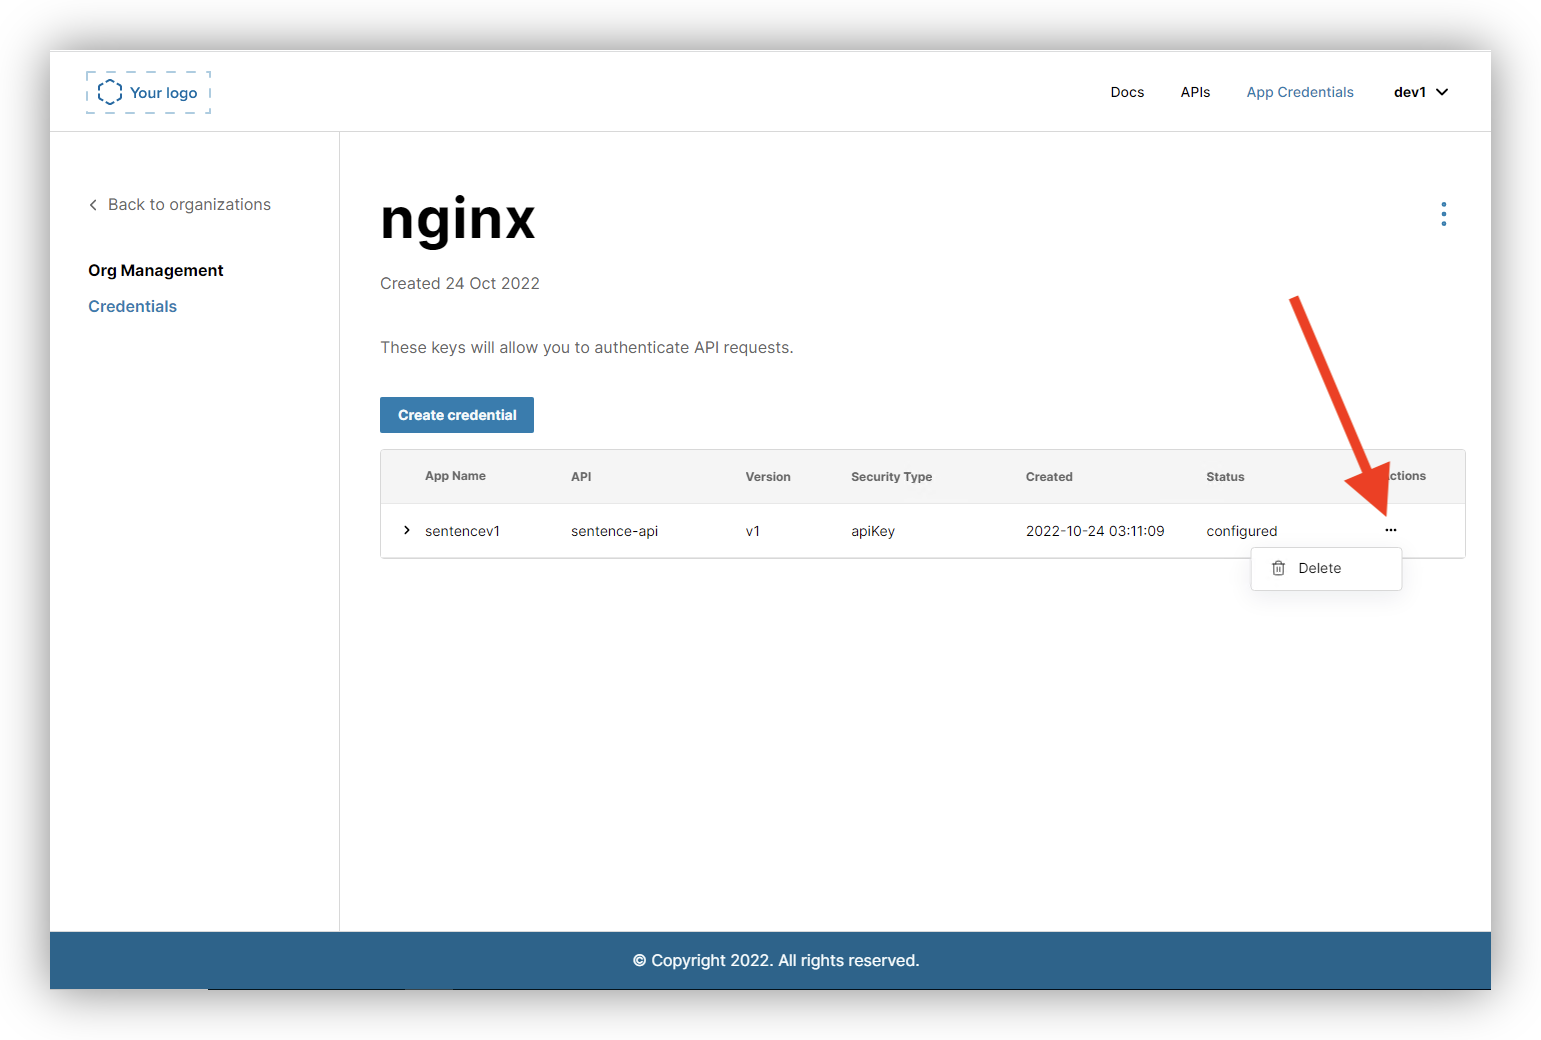 Your logo
Docs APIs App Credentials dev1
Back to organizations
Org Management
Credentials
nginx
Created 24 Oct 2022
These keys will allow you to authenticate API requests.
Create credential
App Name API Version Security Type Created Status ctions
sentencev1 sentence-api v1 apiKey 2022-10-24 03:11:09 configured ...
Delete
© Copyright 2022. All rights reserved.